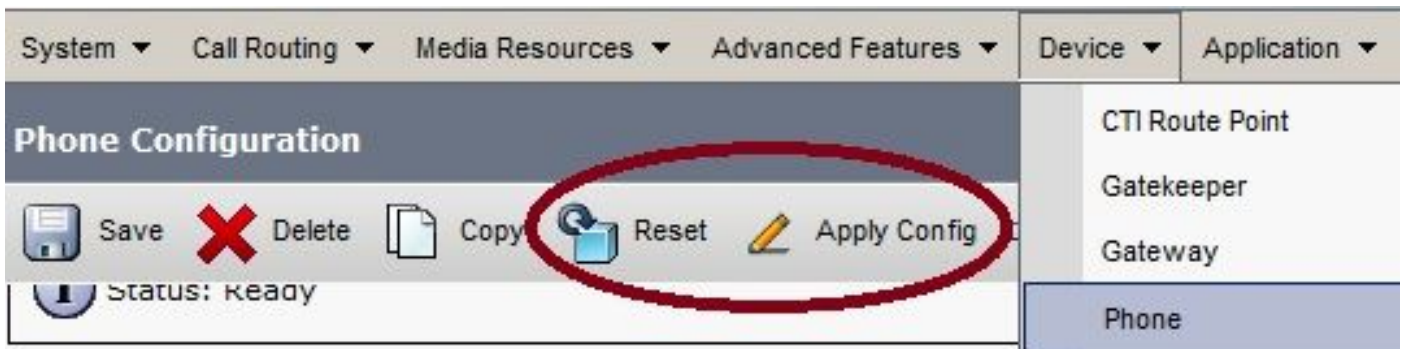 System Call Routing Media Resources Advanced Features Device Application
Phone Configuration
Save Delete Copy Reset Apply Config
Status: Ready
CTI Route Point
Gatekeeper
Gateway
Phone